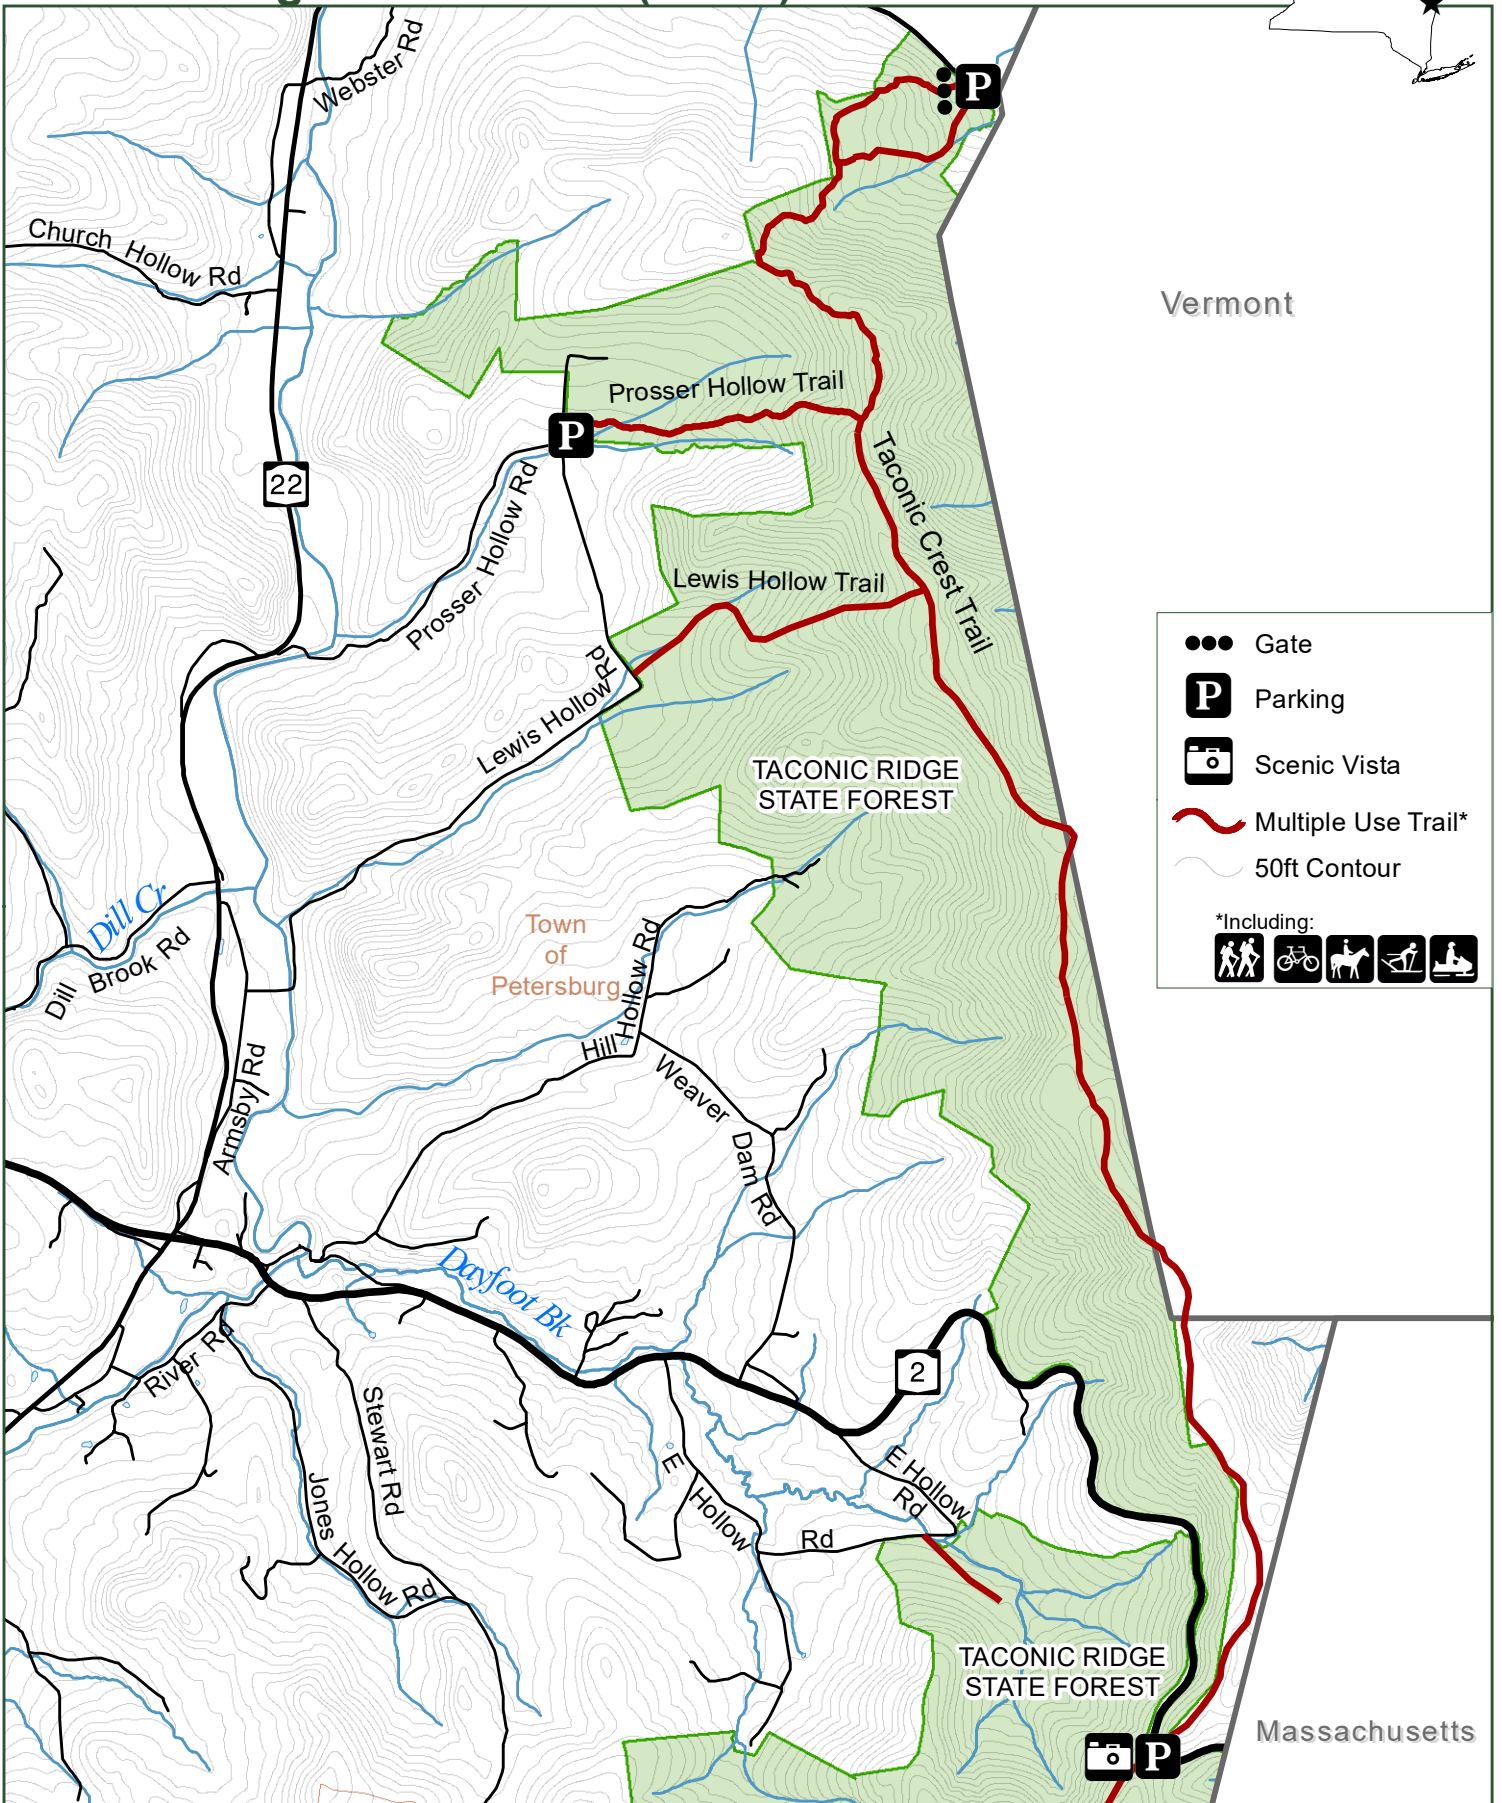 Webster Rd
Church Hollow Rd
Vermont
P
Prosser Hollow Trail
P
22
Prosser Hollow Rd
Taconic Crest Trail
Lewis Hollow Trail
Lewis Hollow Rd
Gate
P Parking
Scenic Vista
Multiple Use Trail*
50ft Contour
*Including:
TACONIC RIDGE
STATE FOREST
Dill Cr
Dill Brook Rd
Town
of
Petersburg
Hill Hollow Rd
Weaver Dam Rd
Armsby Rd
Dayfoot Bk
2
River Rd
Stewart Rd
Jones Hollow Rd
E Hollow Rd
E Hollow Rd
TACONIC RIDGE
STATE FOREST
Massachusetts
P